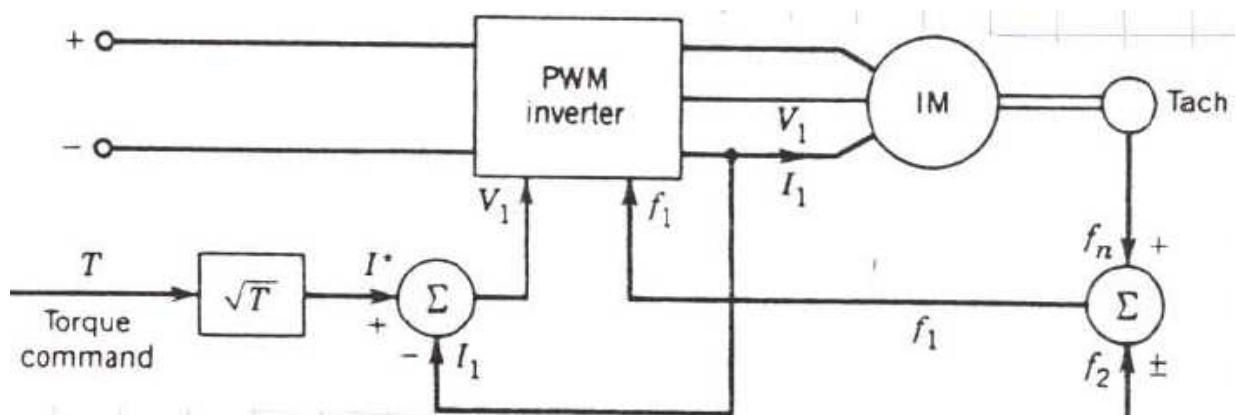 +
PWM
inverter
IM
Tach
V₁
−
I₁
V₁
f₁
T
√T
I*
Σ
fₙ
+
Σ
Torque
command
+
−
I₁
f₁
f₂
±